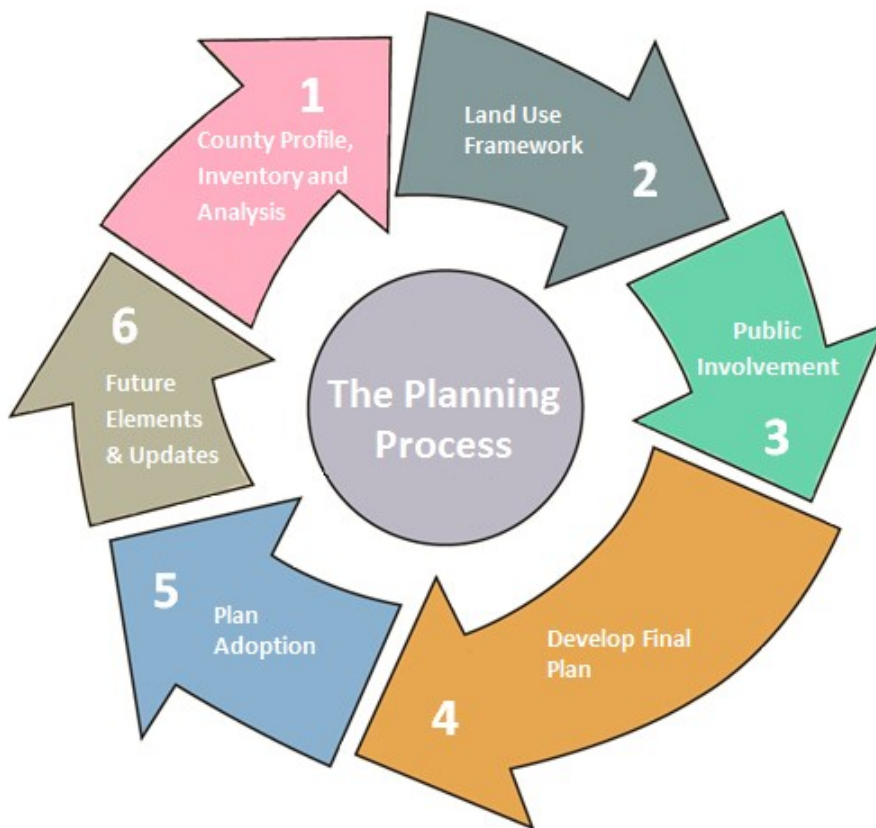 The Planning
Process
1
County Profile,
Inventory and
Analysis
Land Use
Framework
2
Public
Involvement
3
Develop Final
Plan
4
5
Plan
Adoption
6
Future
Elements
& Updates